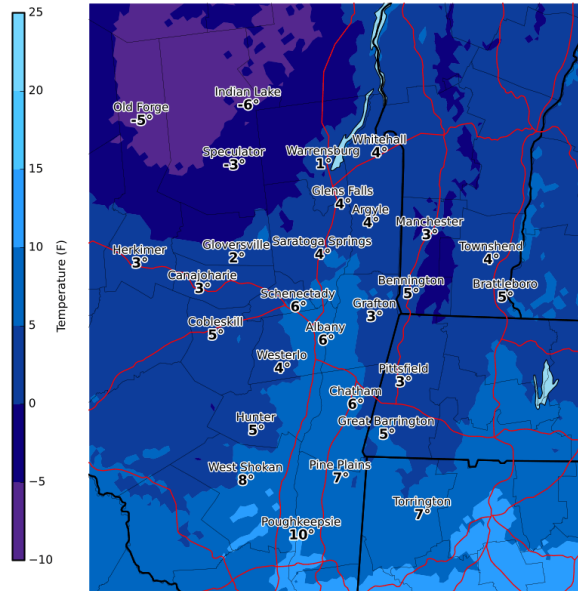 25
20
15
10
5
0
−5
−10
Temperature (F)
Indian Lake
-6°
Old Forge
-5°
Whitehall
4°
Speculator
-3°
Warrensburg
1°
Glens Falls
4°
Argyle
4°
Manchester
3°
Gloversville
2°
Saratoga Springs
4°
Herkimer
3°
Townshend
4°
Canajoharie
3°
Bennington
5°
Brattleboro
5°
Schenectady
6°
Grafton
3°
Cobleskill
5°
Albany
6°
Westerlo
4°
Pittsfield
3°
Chatham
6°
Hunter
5°
Great Barrington
5°
West Shokan
8°
Pine Plains
7°
Torrington
7°
Poughkeepsie
10°